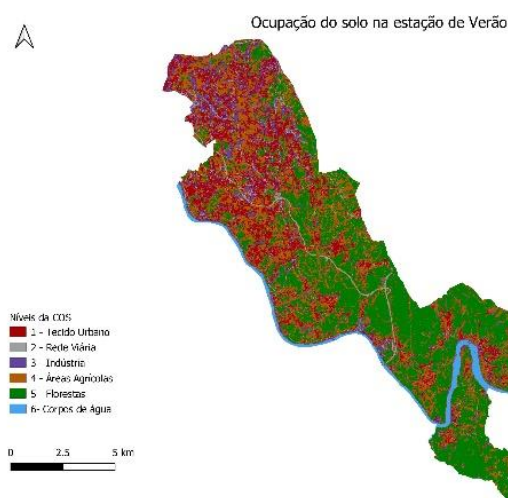 Ocupação do solo na estação de Verão
Níveis da COS
1 - Tecido Urbano
2 - Rede Viária
3 Indústria
4 - Áreas Agrícolas
5 Florestas
6- Corpos de água
0 2.5 5 km